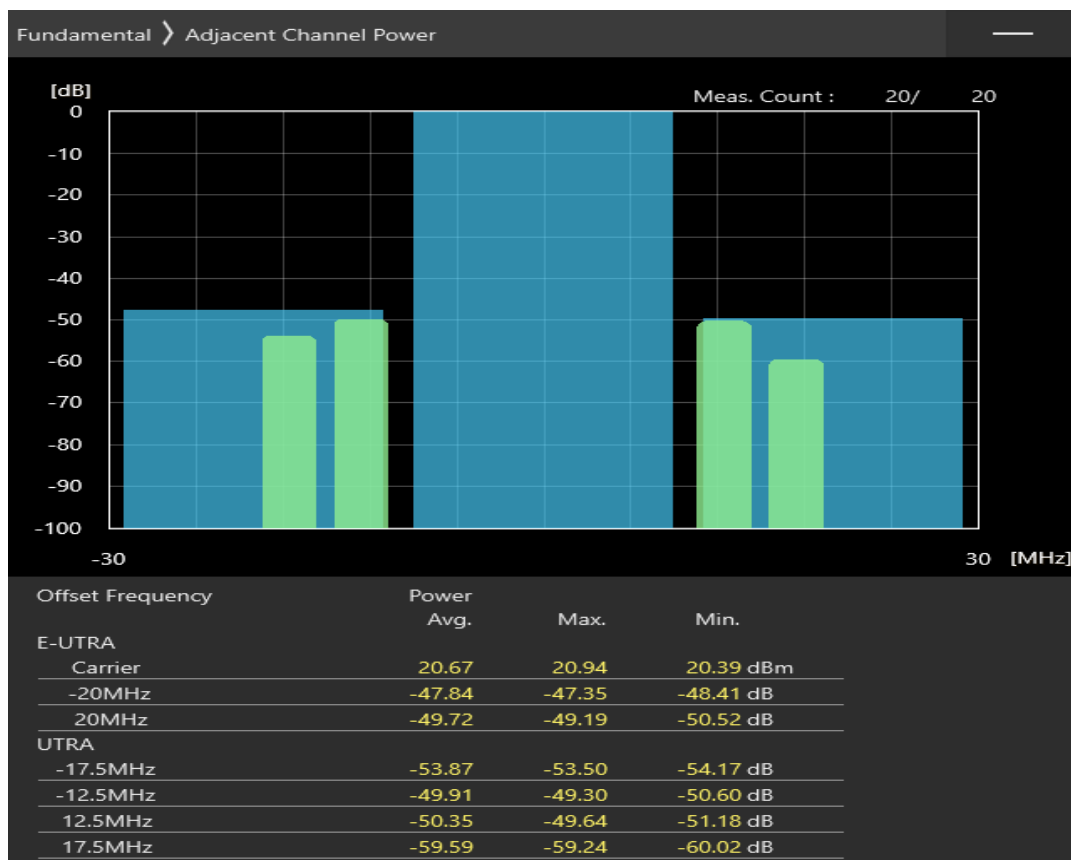 Fundamental 》 Adjacent Channel Power
[dB]
Meas. Count : 20/ 20
0
-10
-20
-30
-40
-50
-60
-70
-80
-90
-100
-30 30 [MHz]
Offset Frequency Power
Avg. Max. Min.
E-UTRA
Carrier 20.67 20.94 20.39 dBm
-20MHz -47.84 -47.35 -48.41 dB
20MHz -49.72 -49.19 -50.52 dB
UTRA
-17.5MHz -53.87 -53.50 -54.17 dB
-12.5MHz -49.91 -49.30 -50.60 dB
12.5MHz -50.35 -49.64 -51.18 dB
17.5MHz -59.59 -59.24 -60.02 dB